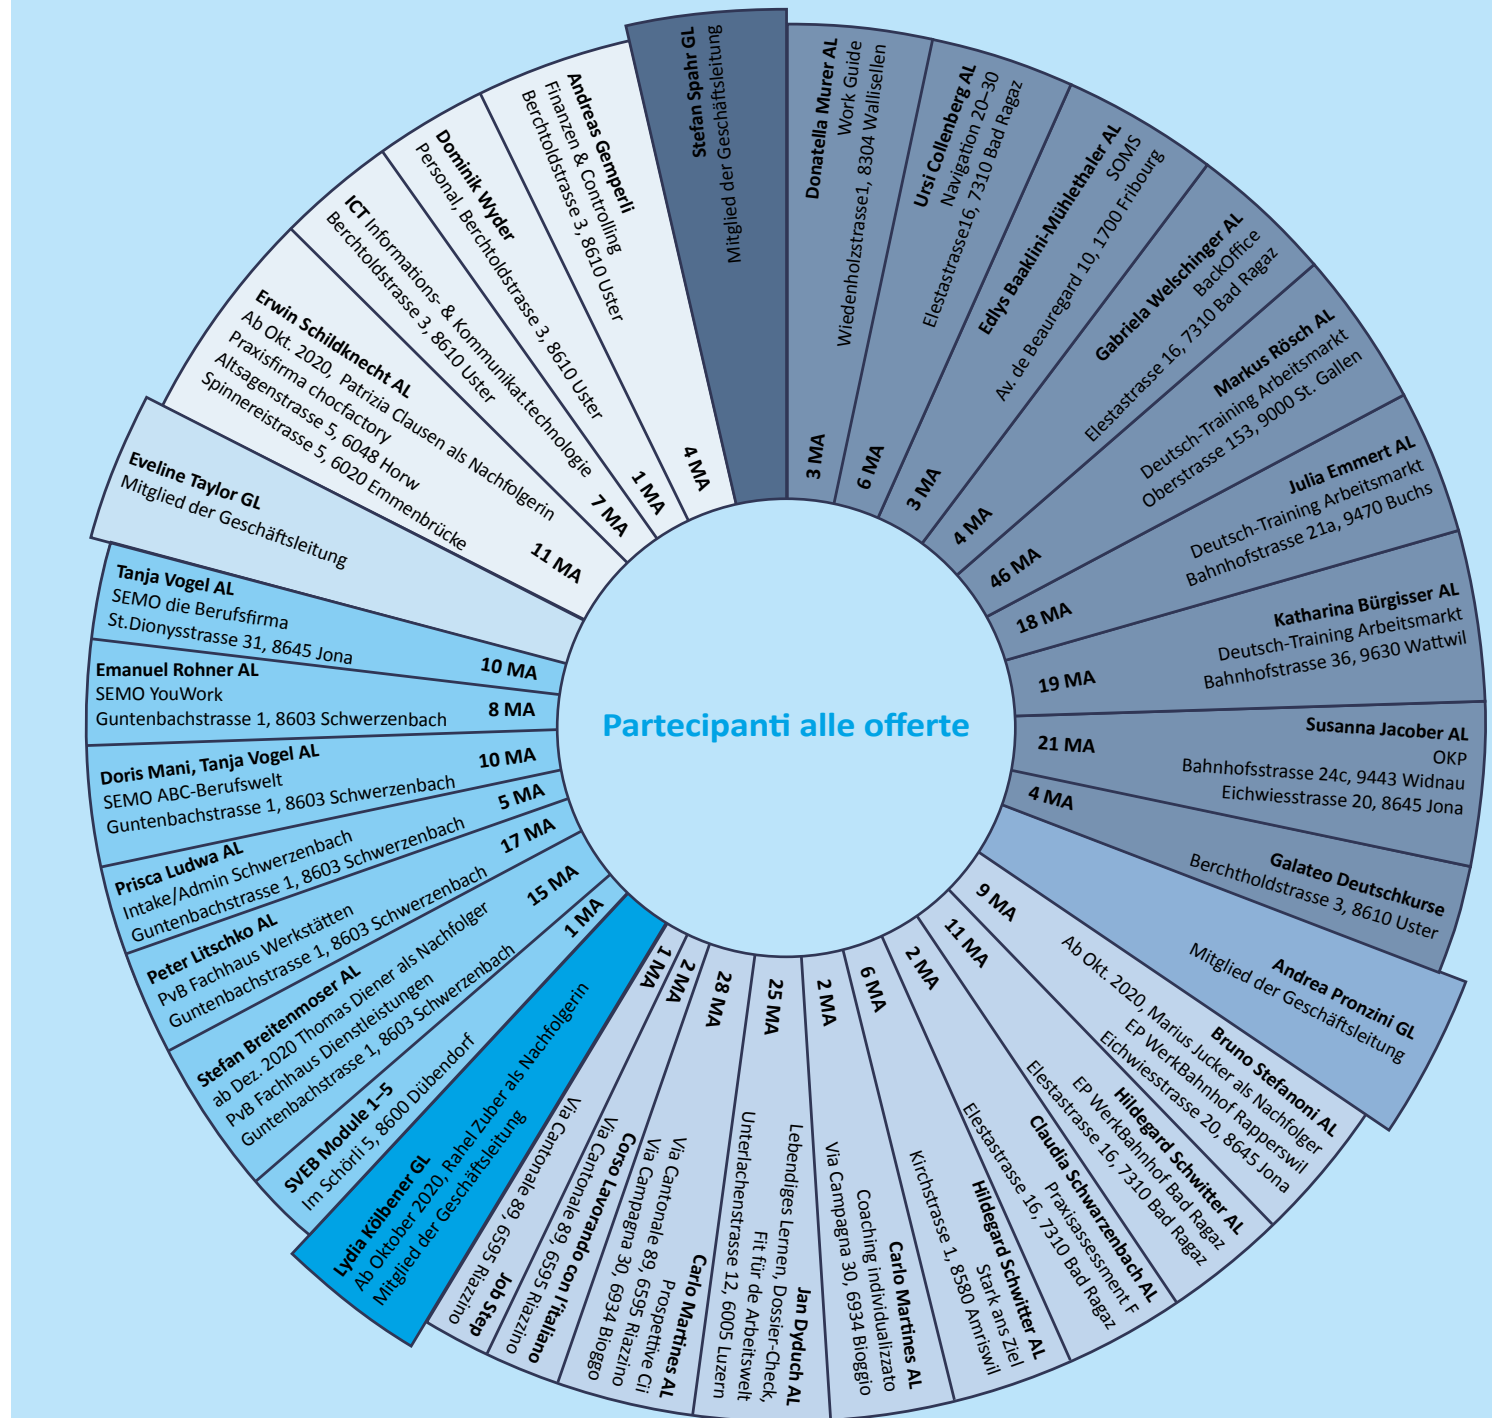 Partecipanti alle offerte
Stefan Spahr GL
Mitglied der Geschäftsleitung
Donatella Murer AL
Work Guide
Wiedenholzstrasse1, 8304 Wallisellen
3 MA
Ursi Collenberg AL
Navigation 20–30
Elestastrasse16, 7310 Bad Ragaz
6 MA
Edlys Baaklini-Mühlethaler AL
SOMS
Av. de Beauregard 10, 1700 Fribourg
3 MA
Gabriela Welschinger AL
BackOffice
Elestastrasse 16, 7310 Bad Ragaz
4 MA
Markus Rösch AL
Deutsch-Training Arbeitsmarkt
Oberstrasse 153, 9000 St. Gallen
46 MA
Julia Emmert AL
Deutsch-Training Arbeitsmarkt
Bahnhofstrasse 21a, 9470 Buchs
18 MA
Katharina Bürgisser AL
Deutsch-Training Arbeitsmarkt
Bahnhofstrasse 36, 9630 Wattwil
19 MA
Susanna Jacober AL
OKP
Bahnhofsstrasse 24c, 9443 Widnau
Eichwiesstrasse 20, 8645 Jona
21 MA
Galateo Deutschkurse
Berchtholdstrasse 3, 8610 Uster
4 MA
Andrea Pronzini GL
Mitglied der Geschäftsleitung
Bruno Stefanoni AL
Ab Okt. 2020, Marius Jucker als Nachfolger
EP WerkBahnhof Rapperswil
Eichwiesstrasse 20, 8645 Jona
9 MA
Hildegard Schwitter AL
EP WerkBahnhof Bad Ragaz
Elestastrasse 16, 7310 Bad Ragaz
11 MA
Claudia Schwarzenbach AL
Praxisassessment F
Elestastrasse 16, 7310 Bad Ragaz
2 MA
Hildegard Schwitter AL
Stark ans Ziel
Kirchstrasse 1, 8580 Amriswil
6 MA
Carlo Martines AL
Coaching individualizzato
Via Campagna 30, 6934 Bioggio
2 MA
Jan Dyduch AL
Lebendiges Lernen, Dossier-Check,
Fit für de Arbeitswelt
Unterlachenstrasse 12, 6005 Luzern
25 MA
Carlo Martines AL
Prospettive Cii
Via Cantonale 89, 6595 Riazzino
Via Campagna 30, 6934 Bioggo
28 MA
Corso Lavorando con l'italiano
Via Cantonale 89, 6595 Riazzino
2 MA
Job Step
Via Cantonale 89, 6595 Riazzino
1 MA
Lydia Kölbener GL
Ab Oktober 2020, Rahel Zuber als Nachfolgerin
Mitglied der Geschäftsleitung
SVEB Module 1–5
Im Schörli 5, 8600 Dübendorf
1 MA
Stefan Breitenmoser AL
ab Dez. 2020 Thomas Diener als Nachfolger
PvB Fachhaus Dienstleistungen
Guntenbachstrasse 1, 8603 Schwerzenbach
15 MA
Peter Litschko AL
PvB Fachhaus Werkstätten
Guntenbachstrasse 1, 8603 Schwerzenbach
17 MA
Prisca Ludwa AL
Intake/Admin Schwerzenbach
Guntenbachstrasse 1, 8603 Schwerzenbach
5 MA
Doris Mani, Tanja Vogel AL
SEMO ABC-Berufswelt
Guntenbachstrasse 1, 8603 Schwerzenbach
10 MA
Emanuel Rohner AL
SEMO YouWork
Guntenbachstrasse 1, 8603 Schwerzenbach
8 MA
Tanja Vogel AL
SEMO die Berufsfirma
St.Dionysstrasse 31, 8645 Jona
10 MA
Eveline Taylor GL
Mitglied der Geschäftsleitung
Erwin Schildknecht AL
Ab Okt. 2020, Patrizia Clausen als Nachfolgerin
Praxisfirma chocfactory
Altsagenstrasse 5, 6048 Horw
Spinnereistrasse 5, 6020 Emmenbrücke
11 MA
ICT Informations- & Kommunikat.technologie
Berchtoldstrasse 3, 8610 Uster
7 MA
Dominik Wyder
Personal, Berchtoldstrasse 3, 8610 Uster
1 MA
Andreas Gemperli
Finanzen & Controlling
Berchtoldstrasse 3, 8610 Uster
4 MA